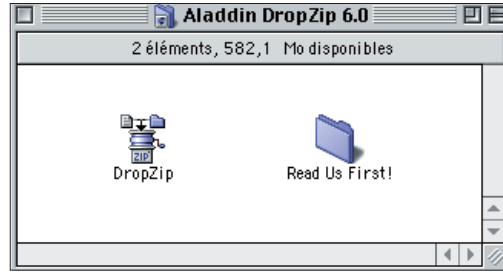 Aladdin DropZip 6.0
2 éléments, 582,1 Mo disponibles
ZIP
DropZip
Read Us First!